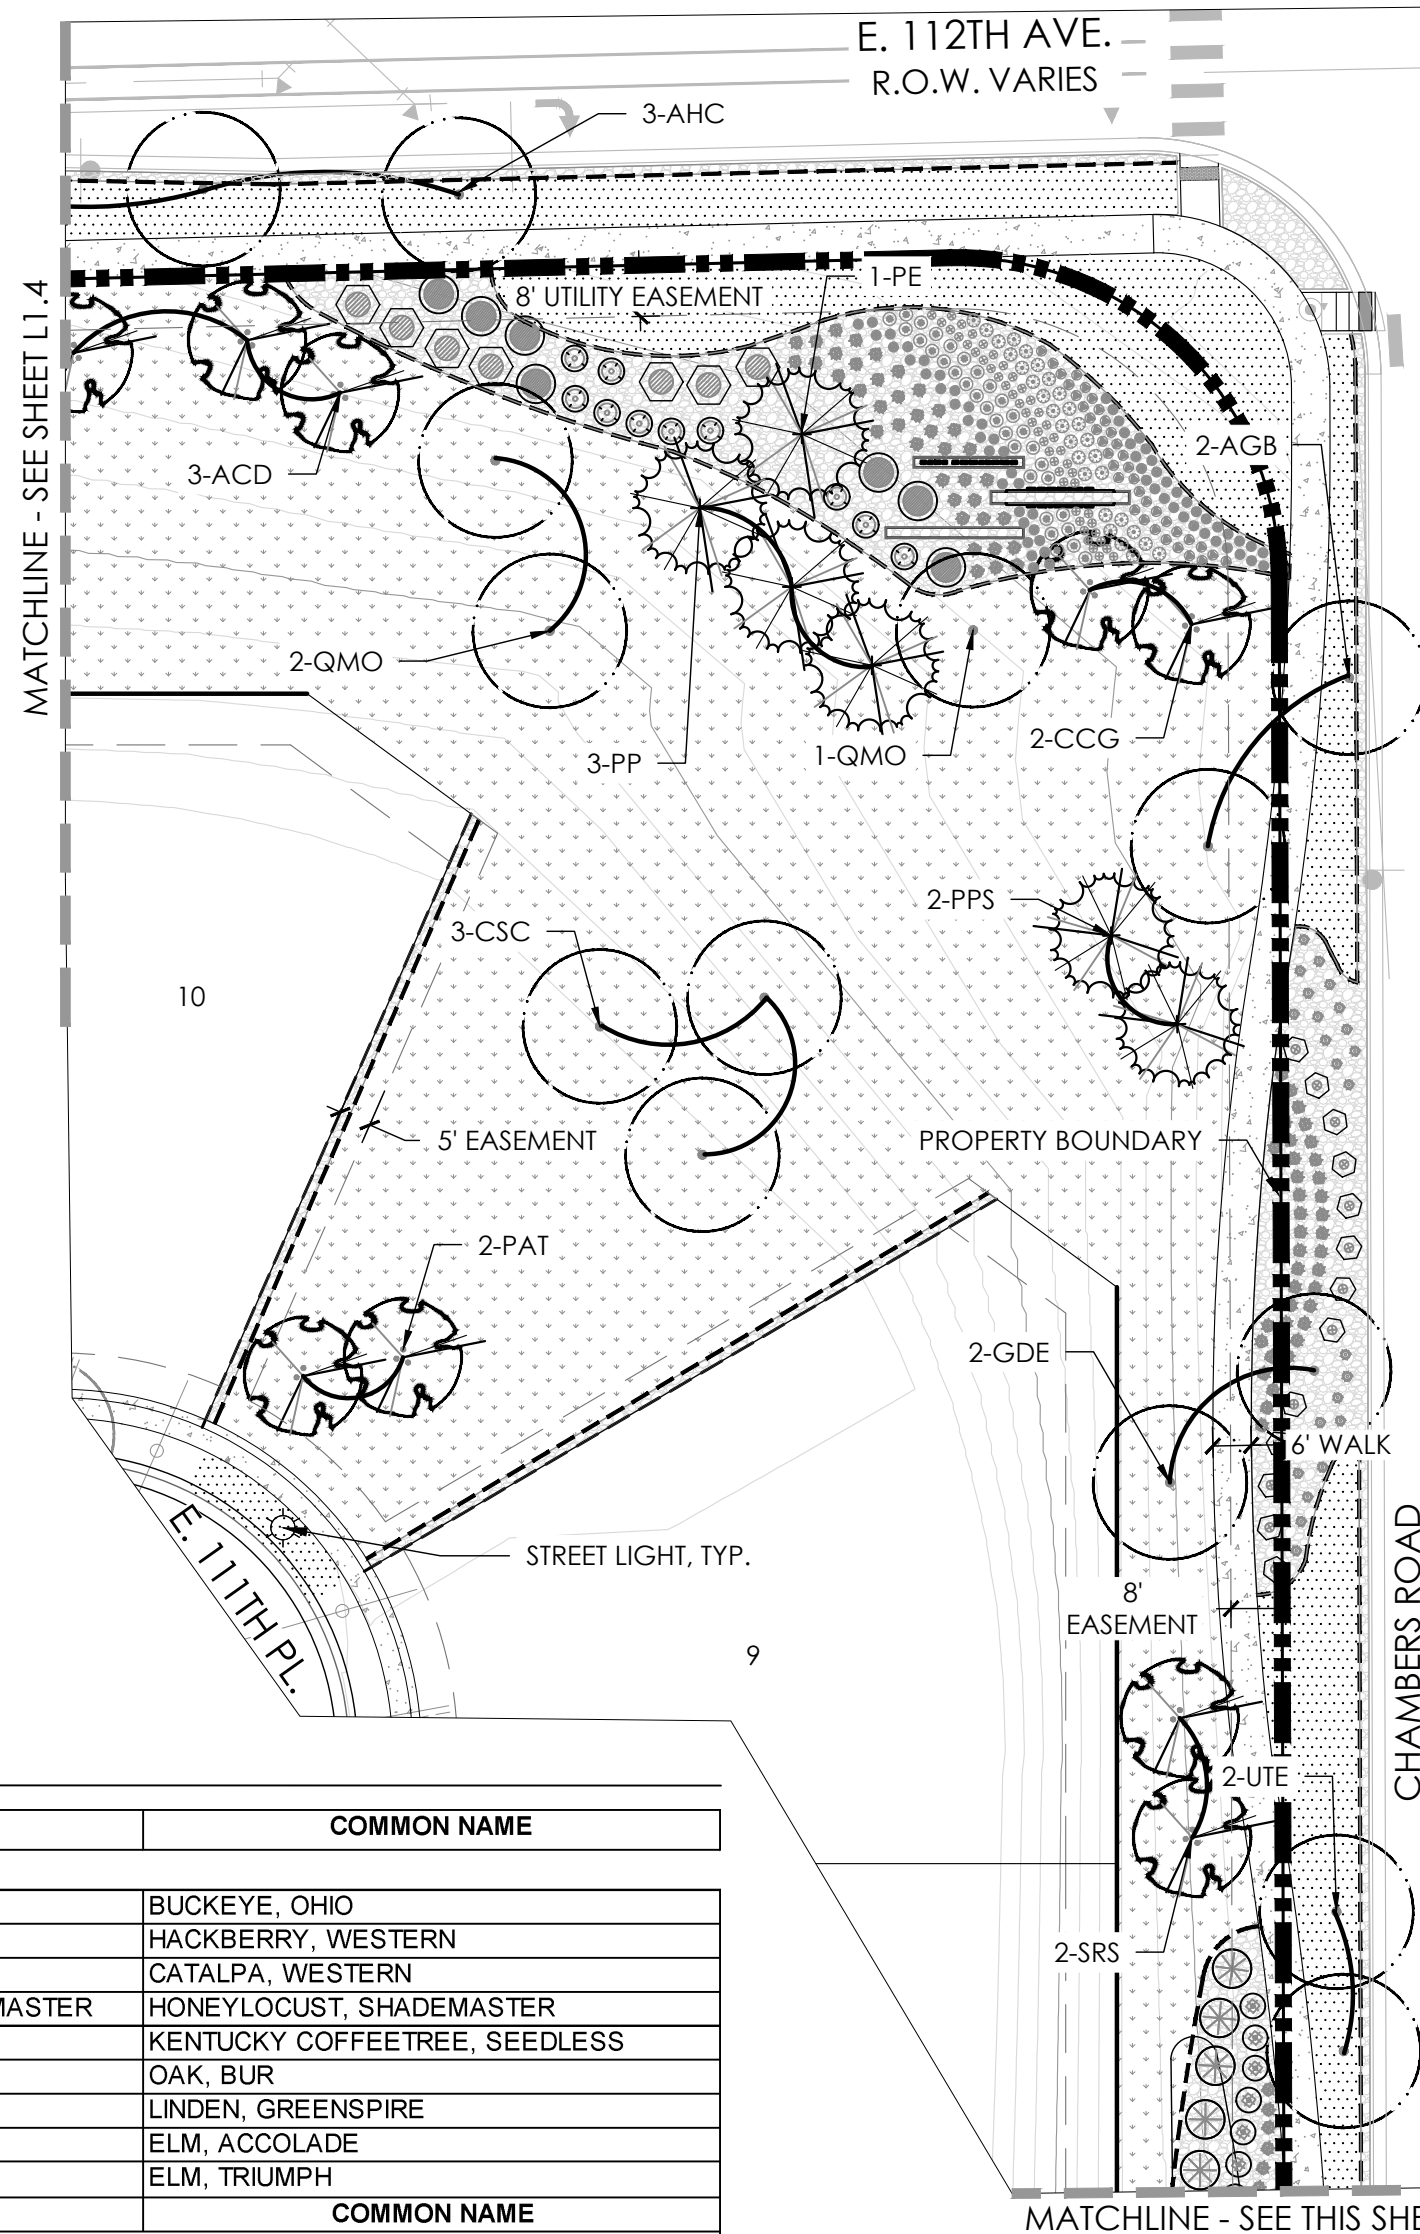 E. 112TH AVE.
R.O.W. VARIES
3-AHC
1-PE
8' UTILITY EASEMENT
MATCHLINE - SEE SHEET L1.4
2-AGB
3-ACD
2-QMO
3-PP
1-QMO
2-CCG
2-PPS
3-CSC
10
5' EASEMENT
PROPERTY BOUNDARY
2-PAT
2-GDE
6' WALK
STREET LIGHT, TYP.
E. 111TH PL.
8'
EASEMENT
CHAMBERS ROAD
9
2-UTE
2-SRS
COMMON NAME
BUCKEYE, OHIO
HACKBERRY, WESTERN
CATALPA, WESTERN
MASTER HONEYLOCUST, SHADEMASTER
KENTUCKY COFFEETREE, SEEDLESS
OAK, BUR
LINDEN, GREENSPIRE
ELM, ACCOLADE
ELM, TRIUMPH
COMMON NAME
MATCHLINE - SEE THIS SHE